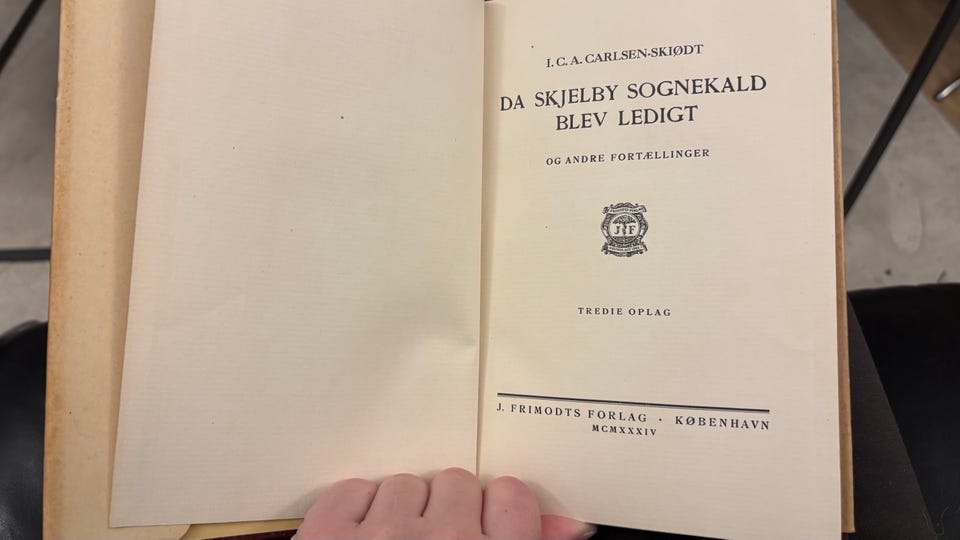 I. C. A. CARLSEN-SKIØDT
DA SKJELBY SOGNEKALD
BLEV LEDIGT
OG ANDRE FORTÆLLINGER
J F
TREDIE OPLAG
J. FRIMODTS FORLAG · KØBENHAVN
MCMXXXIV